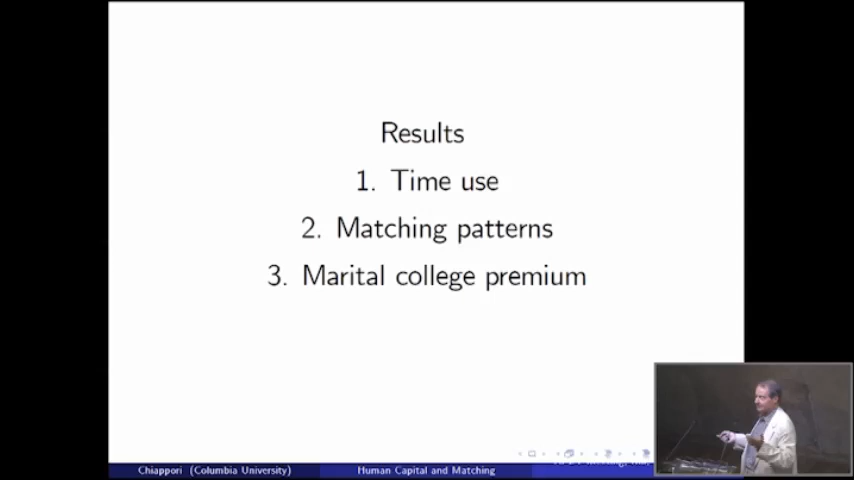 Results
1. Time use
2. Matching patterns
3. Marital college premium
Chiappori (Columbia University)
Human Capital and Matching